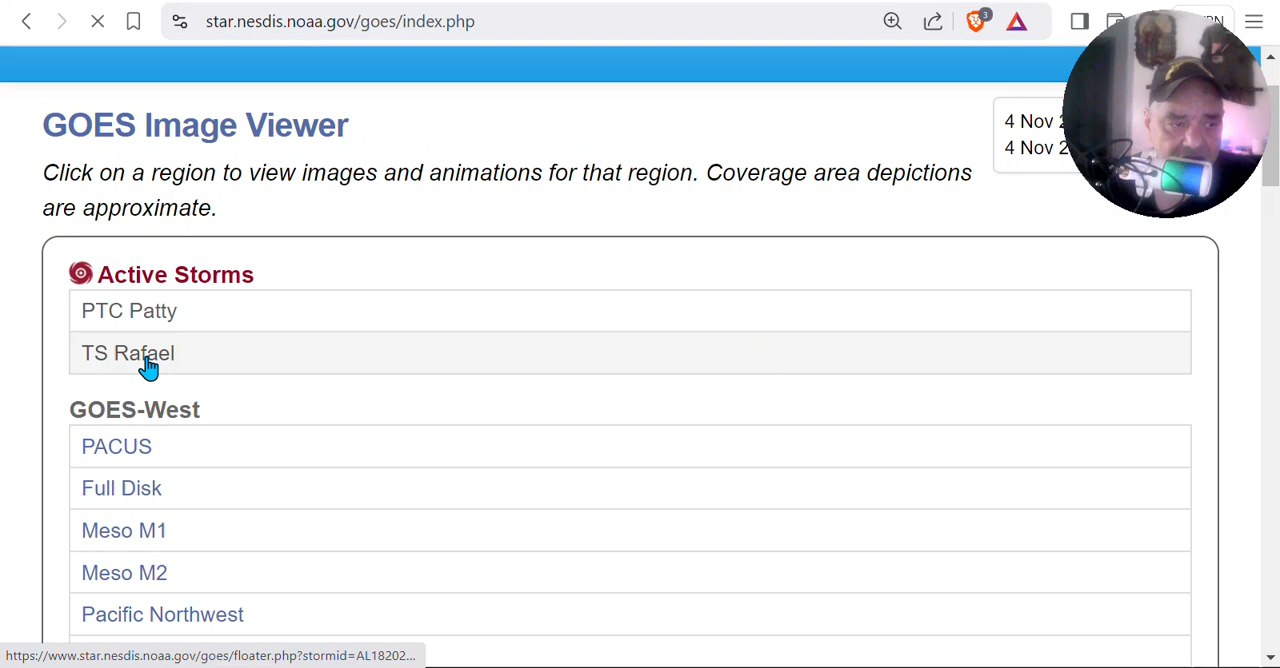 star.nesdis.noaa.gov/goes/index.php
3
GOES Image Viewer
4 Nov 2
4 Nov 2
Click on a region to view images and animations for that region. Coverage area depictions
are approximate.
Active Storms
PTC Patty
TS Rafael
GOES-West
PACUS
Full Disk
Meso M1
Meso M2
Pacific Northwest
https://www.star.nesdis.noaa.gov/goes/floater.php?stormid=AL18202...